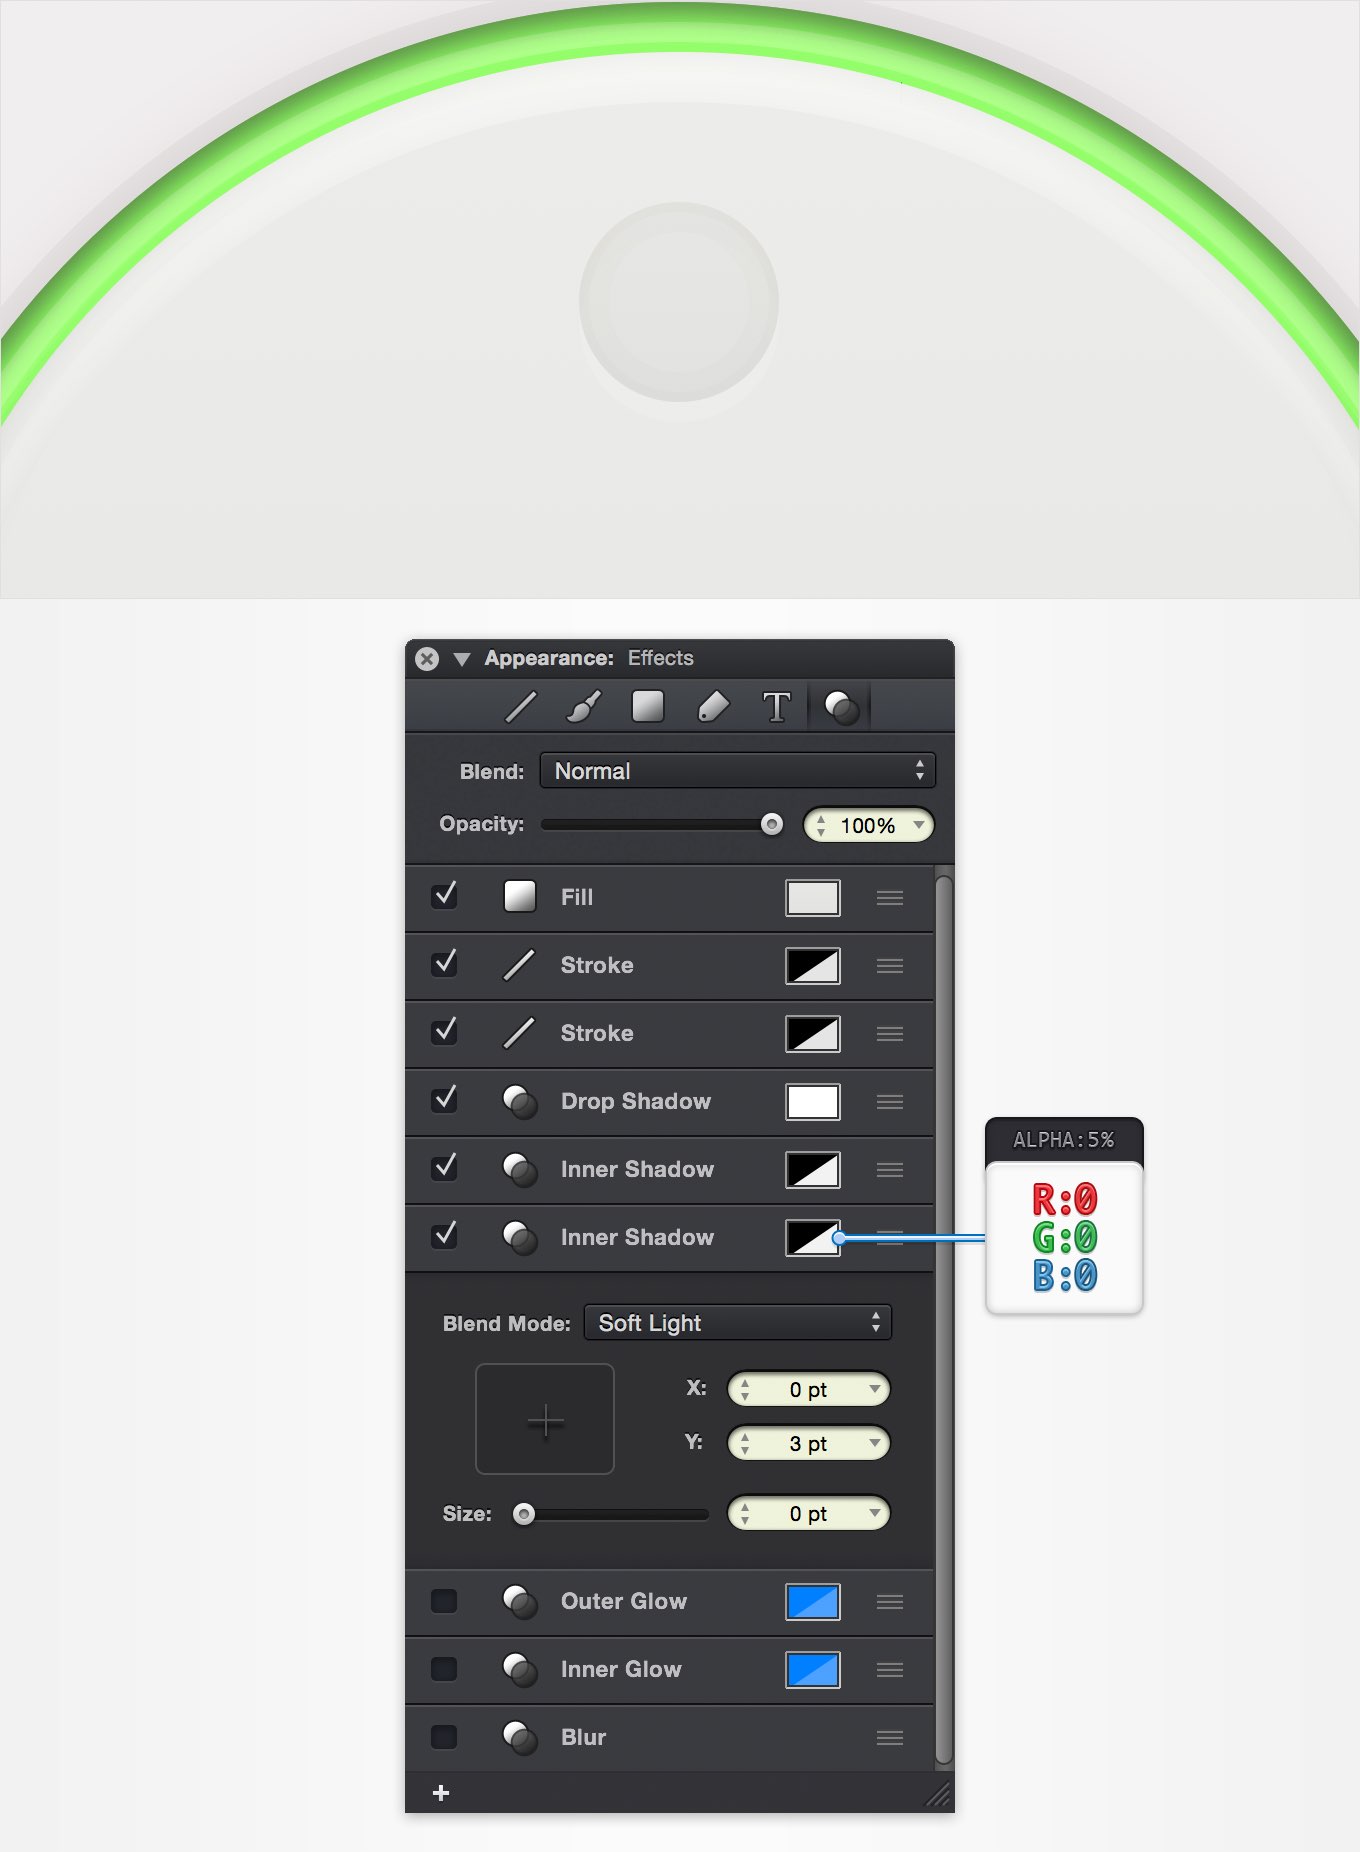 Appearance: Effects
T
Blend: Normal
Opacity: 100%
Fill
Stroke
Stroke
Drop Shadow
Inner Shadow
Inner Shadow
ALPHA:5%
R:0
G:0
B:0
Blend Mode: Soft Light
X: 0 pt
Y: 3 pt
Size: 0 pt
Outer Glow
Inner Glow
Blur